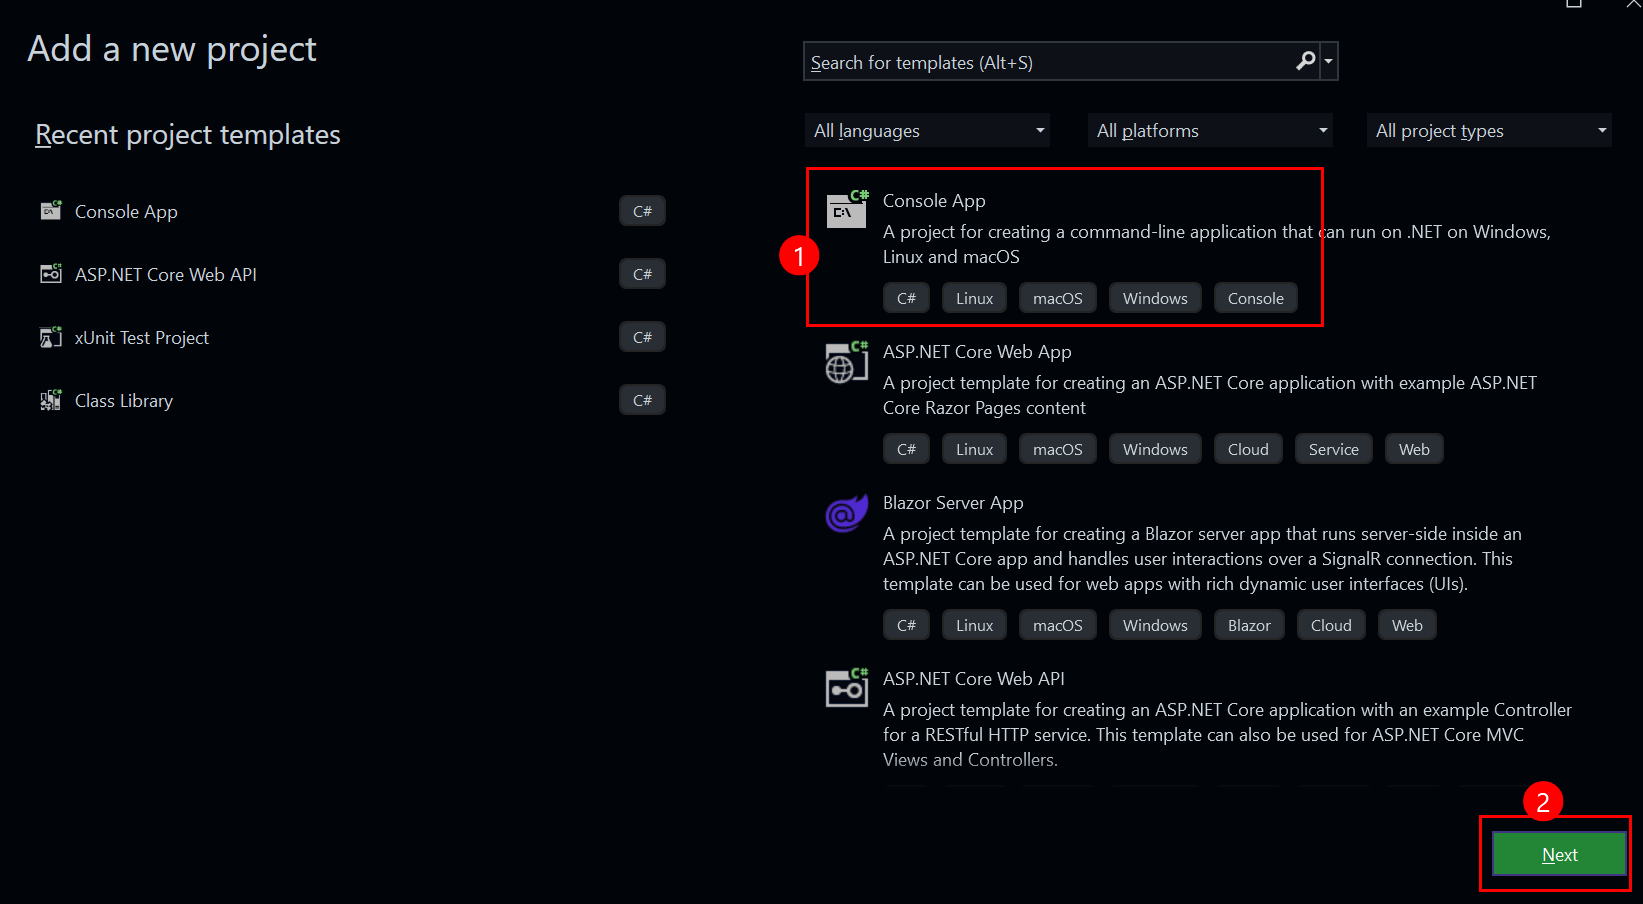 Add a new project
Search for templates (Alt+S)
Recent project templates
All languages
All platforms
All project types
Console App
C#
ASP.NET Core Web API
C#
xUnit Test Project
C#
Class Library
C#
1
C#
C:\
Console App
A project for creating a command-line application that can run on .NET on Windows,
Linux and macOS
C# Linux macOS Windows Console
C#
ASP.NET Core Web App
A project template for creating an ASP.NET Core application with example ASP.NET
Core Razor Pages content
C# Linux macOS Windows Cloud Service Web
Blazor Server App
A project template for creating a Blazor server app that runs server-side inside an
ASP.NET Core app and handles user interactions over a SignalR connection. This
template can be used for web apps with rich dynamic user interfaces (UIs).
C# Linux macOS Windows Blazor Cloud Web
C#
ASP.NET Core Web API
A project template for creating an ASP.NET Core application with an example Controller
for a RESTful HTTP service. This template can also be used for ASP.NET Core MVC
Views and Controllers.
2
Next